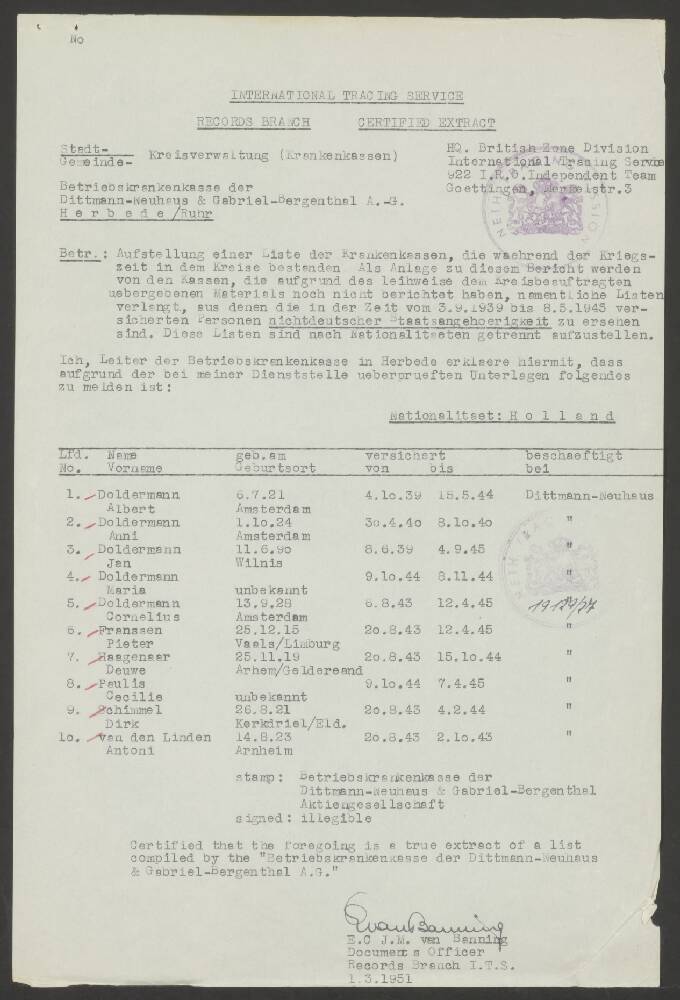 No
INTERNATIONAL TRACING SERVICE
RECORDS BRANCH CERTIFIED EXTRACT
Stadt-
Gemeinde- Kreisverwaltung (Krankenkassen)
HQ. British Zone Division
International Tracing Service
922 I.R.O.Independent Team
Goettingen, Merkelstr.3
Betriebskrankenkasse der
Dittmann-Neuhaus & Gabriel-Bergenthal A.-G.
H e r b e d e /Ruhr
Betr.: Aufstellung einer Liste der Krankenkassen, die waehrend der Kriegs-
zeit in dem Kreise bestanden. Als Anlage zu diesem Bericht werden
von den Kassen, die aufgrund des leihweise dem Kreisbeauftragten
uebergebenen Materials noch nicht berichtet haben, namentliche Listen
verlangt, aus denen die in der Zeit vom 3.9.1939 bis 8.5.1945 ver-
sicherten Personen nichtdeutscher Staatsangehoerigkeit zu ersehen
sind. Diese Listen sind nach Nationalitaeten getrennt aufzustellen.
Ich, Leiter der Betriebskrankenkasse in Herbede erklaere hiermit, dass
aufgrund der bei meiner Dienststelle ueberprueften Unterlagen folgendes
zu melden ist:
Nationalitaet: H o l l a n d
Lfd. Name geb.am versichert beschaeftigt
No. Vorname Geburtsort von bis bei
1. Doldermann 6.7.21 4.1o.39 15.5.44 Dittmann-Neuhaus
Albert Amsterdam
2. Doldermann 1.1o.24 3o.4.4o 8.1o.4o "
Anni Amsterdam
3. Doldermann 11.6.9o 8.6.39 4.9.45 "
Jan Wilnis
4. Doldermann 9.1o.44 8.11.44 "
Maria unbekannt
5. Doldermann 13.9.28 6.8.43 12.4.45 "
Cornelius Amsterdam
6. Franssen 25.12.15 2o.8.43 12.4.45 "
Pieter Vaals/Limburg
7. Haagenaar 25.11.19 2o.8.43 15.1o.44 "
Deuwe Arhem/Geldereand
8. Paulis 9.1o.44 7.4.45 "
Cecilie unbekannt
9. Schimmel 26.8.21 2o.8.43 4.2.44 "
Dirk Kerkdriel/Eld.
1o. van den Linden 14.8.23 2o.8.43 2.1o.43 "
Antoni Arnheim
stamp: Betriebskrankenkasse der
Dittmann-Neuhaus & Gabriel-Bergenthal
Aktiengesellschaft
signed: illegible
Certified that the foregoing is a true extract of a list
compiled by the "Betriebskrankenkasse der Dittmann-Neuhaus
& Gabriel-Bergenthal A.G."
E.C J.M. van Banning
Documents Officer
Records Branch I.T.S.
1.3.1951